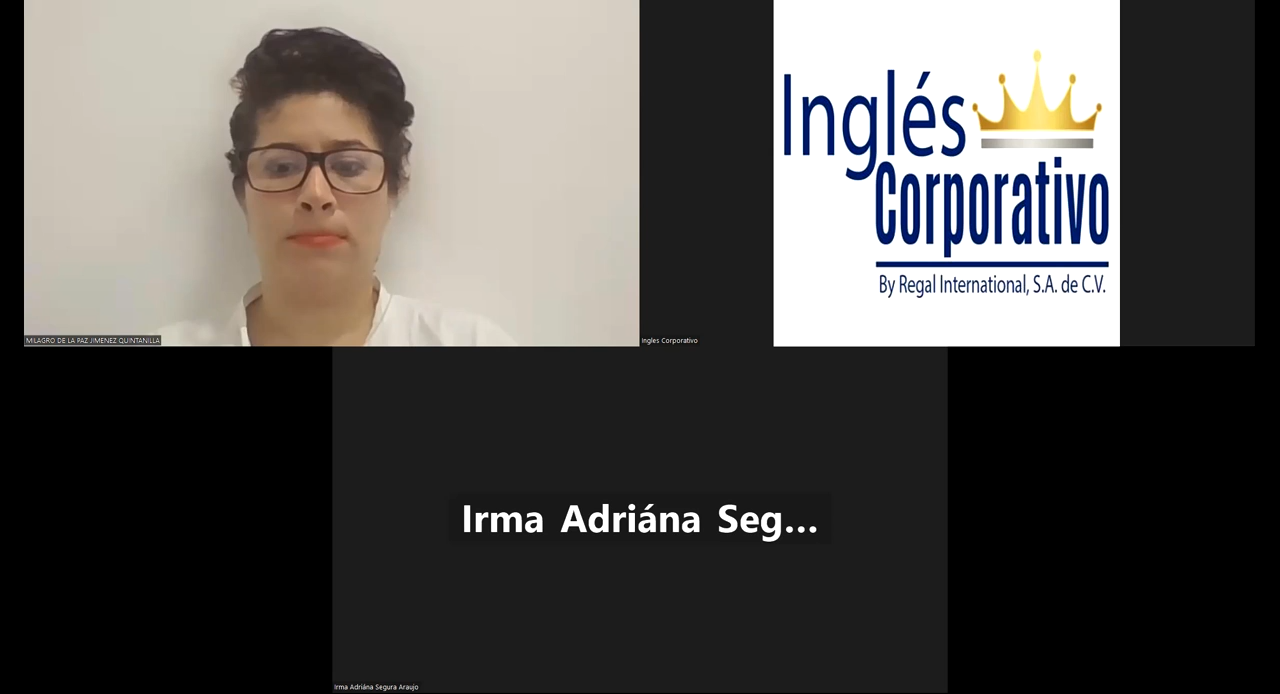 Inglés
Corporativo
By Regal International, S.A. de C.V.
MILAGRO DE LA PAZ JIMENEZ QUINTANILLA
Ingles Corporativo
Irma Adriána Seg...
Irma Adriána Segura Araujo